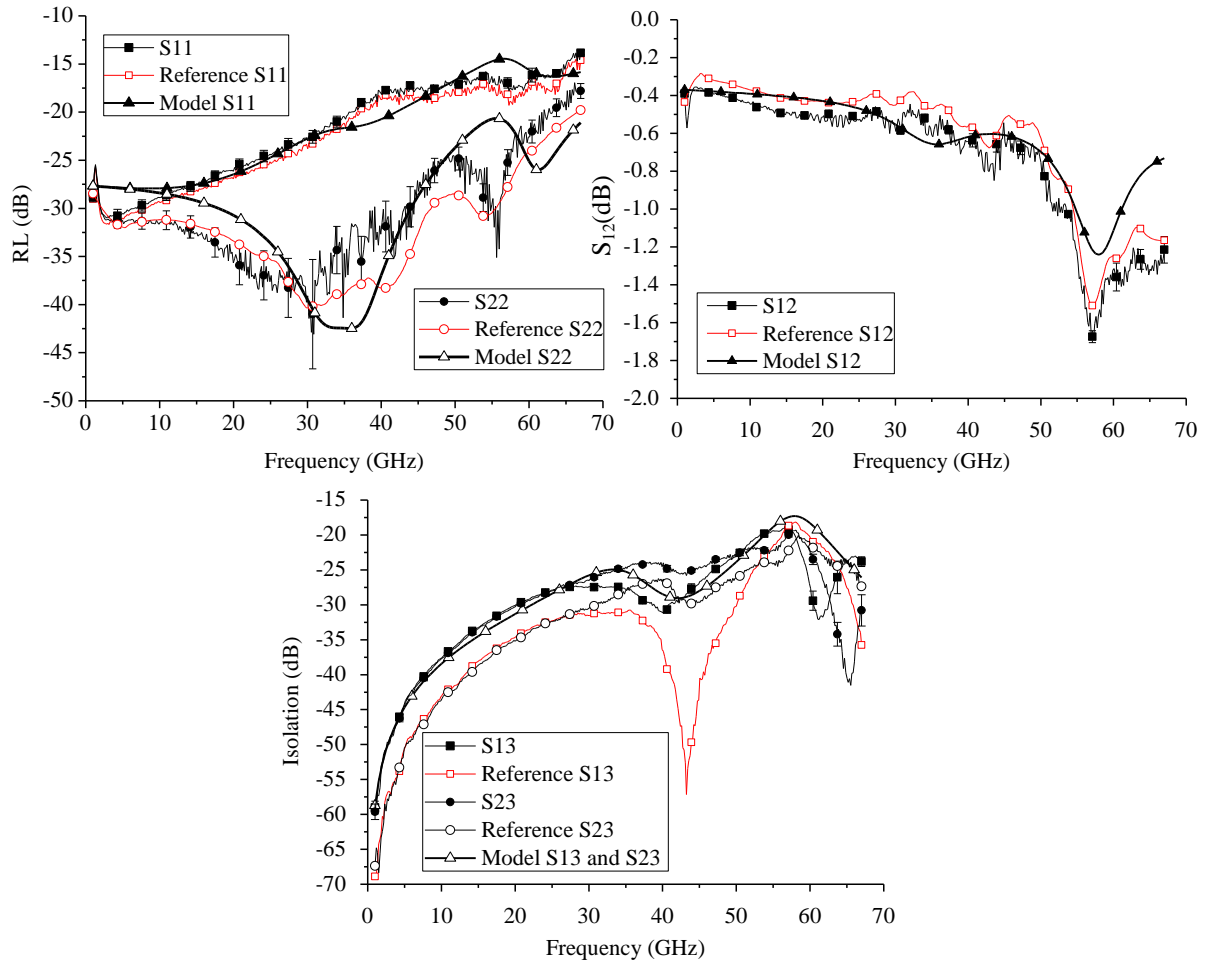 -10
-15
-20
-25
-30
-35
-40
-45
-50
RL (dB)
S11
Reference S11
Model S11
S22
Reference S22
Model S22
0 10 20 30 40 50 60 70
Frequency (GHz)
0.0
-0.2
-0.4
-0.6
-0.8
-1.0
-1.2
-1.4
-1.6
-1.8
-2.0
S12(dB)
S12
Reference S12
Model S12
0 10 20 30 40 50 60 70
Frequency (GHz)
-15
-20
-25
-30
-35
-40
-45
-50
-55
-60
-65
-70
Isolation (dB)
S13
Reference S13
S23
Reference S23
Model S13 and S23
0 10 20 30 40 50 60 70
Frequency (GHz)